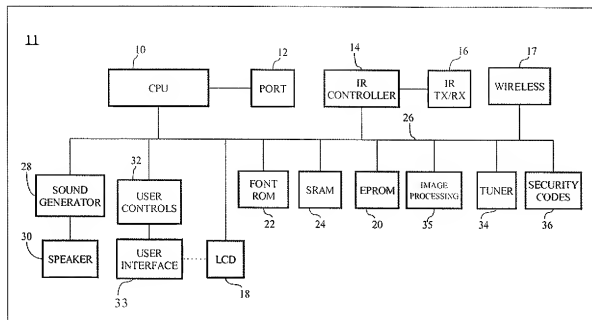 11
10
12
14
16
17
CPU
PORT
IR
CONTROLLER
IR
TX/RX
WIRELESS
26
28
32
SOUND
GENERATOR
USER
CONTROLS
FONT
ROM
SRAM
EPROM
IMAGE
PROCESSING
TUNER
SECURITY
CODES
22
24
20
35
34
36
30
SPEAKER
USER
INTERFACE
LCD
33
18